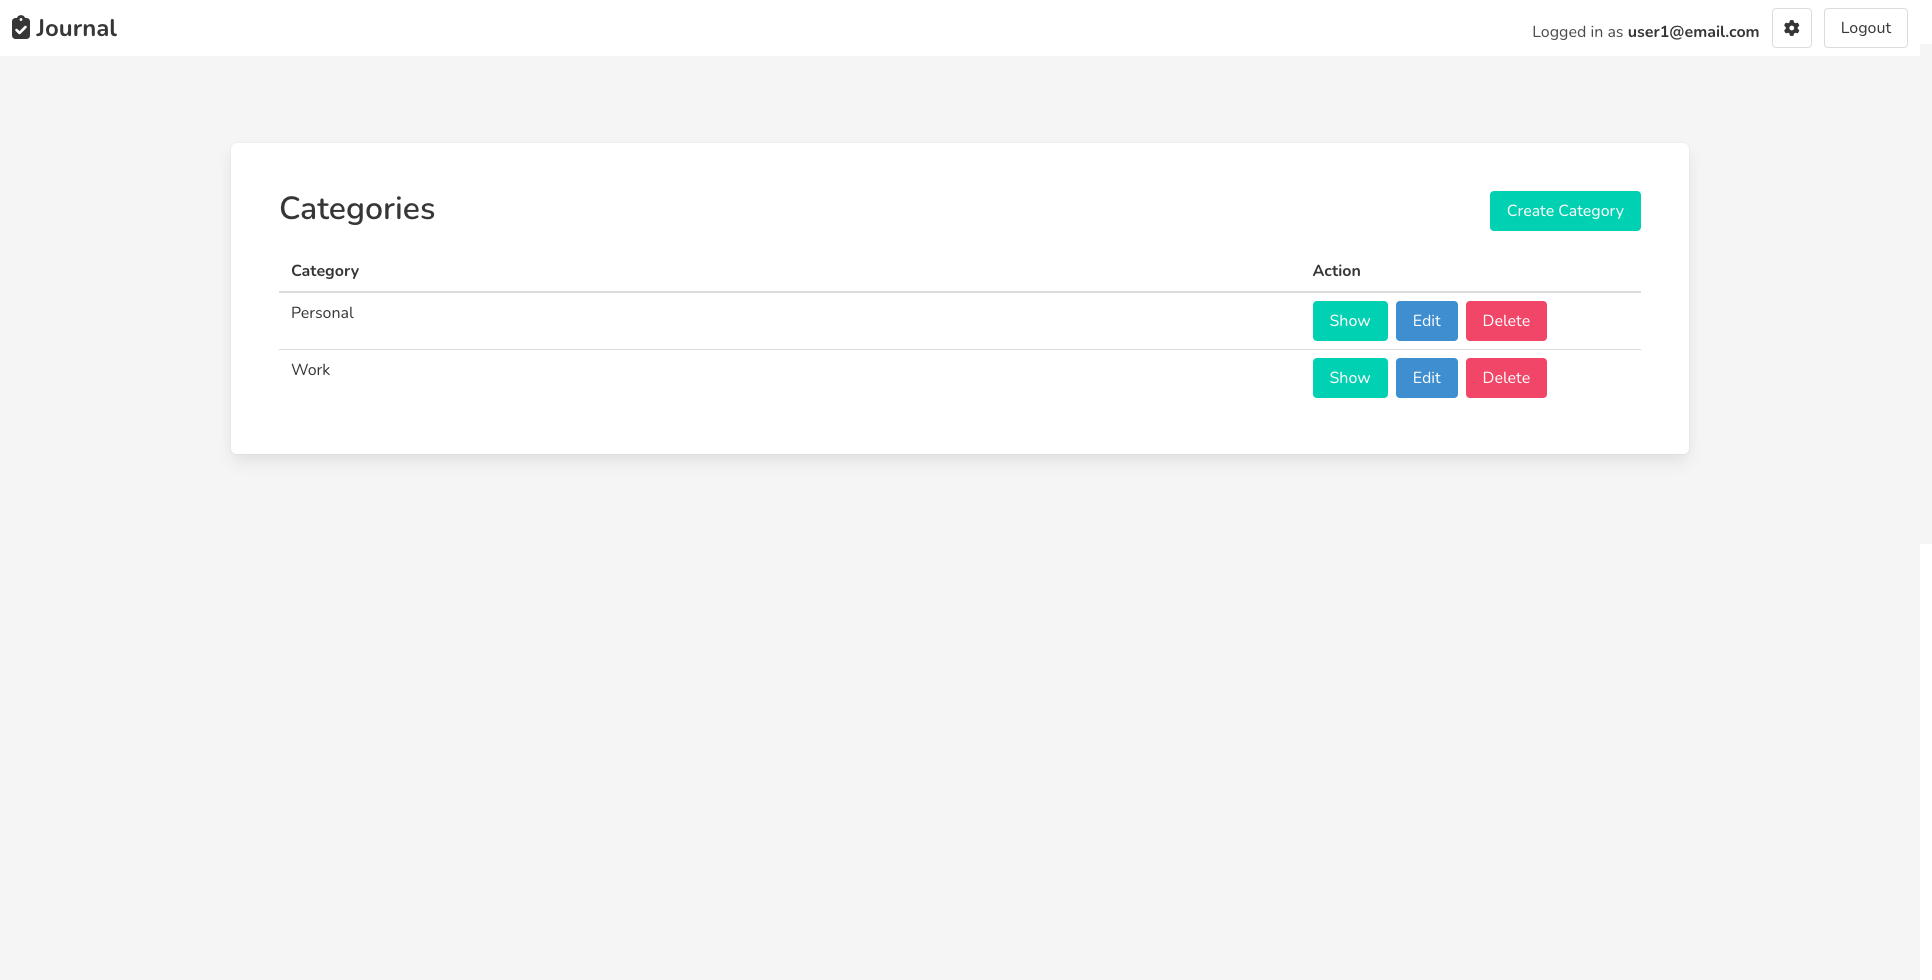 Journal
Logged in as user1@email.com
Logout
Categories
Create Category
Category Action
Personal Show Edit Delete
Work Show Edit Delete